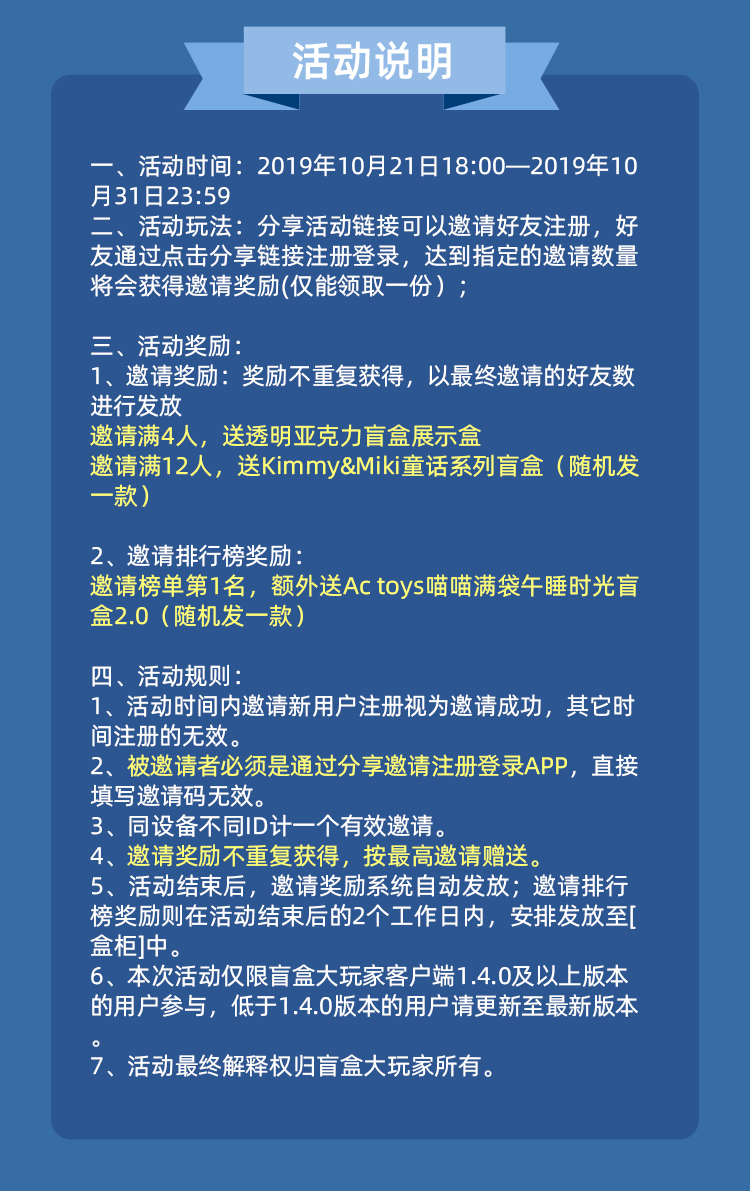 活动说明
一、活动时间：2019年10月21日18:00—2019年10
月31日23:59
二、活动玩法：分享活动链接可以邀请好友注册，好
友通过点击分享链接注册登录，达到指定的邀请数量
将会获得邀请奖励(仅能领取一份）；
三、活动奖励：
1、邀请奖励：奖励不重复获得，以最终邀请的好友数
进行发放
邀请满4人，送透明亚克力盲盒展示盒
邀请满12人，送Kimmy&Miki童话系列盲盒（随机发
一款）
2、邀请排行榜奖励：
邀请榜单第1名，额外送Ac toys喵喵满袋午睡时光盲
盒2.0（随机发一款）
四、活动规则：
1、活动时间内邀请新用户注册视为邀请成功，其它时
间注册的无效。
2、被邀请者必须是通过分享邀请注册登录APP，直接
填写邀请码无效。
3、同设备不同ID计一个有效邀请。
4、邀请奖励不重复获得，按最高邀请赠送。
5、活动结束后，邀请奖励系统自动发放；邀请排行
榜奖励则在活动结束后的2个工作日内，安排发放至[
盒柜]中。
6、本次活动仅限盲盒大玩家客户端1.4.0及以上版本
的用户参与，低于1.4.0版本的用户请更新至最新版本
。
7、活动最终解释权归盲盒大玩家所有。